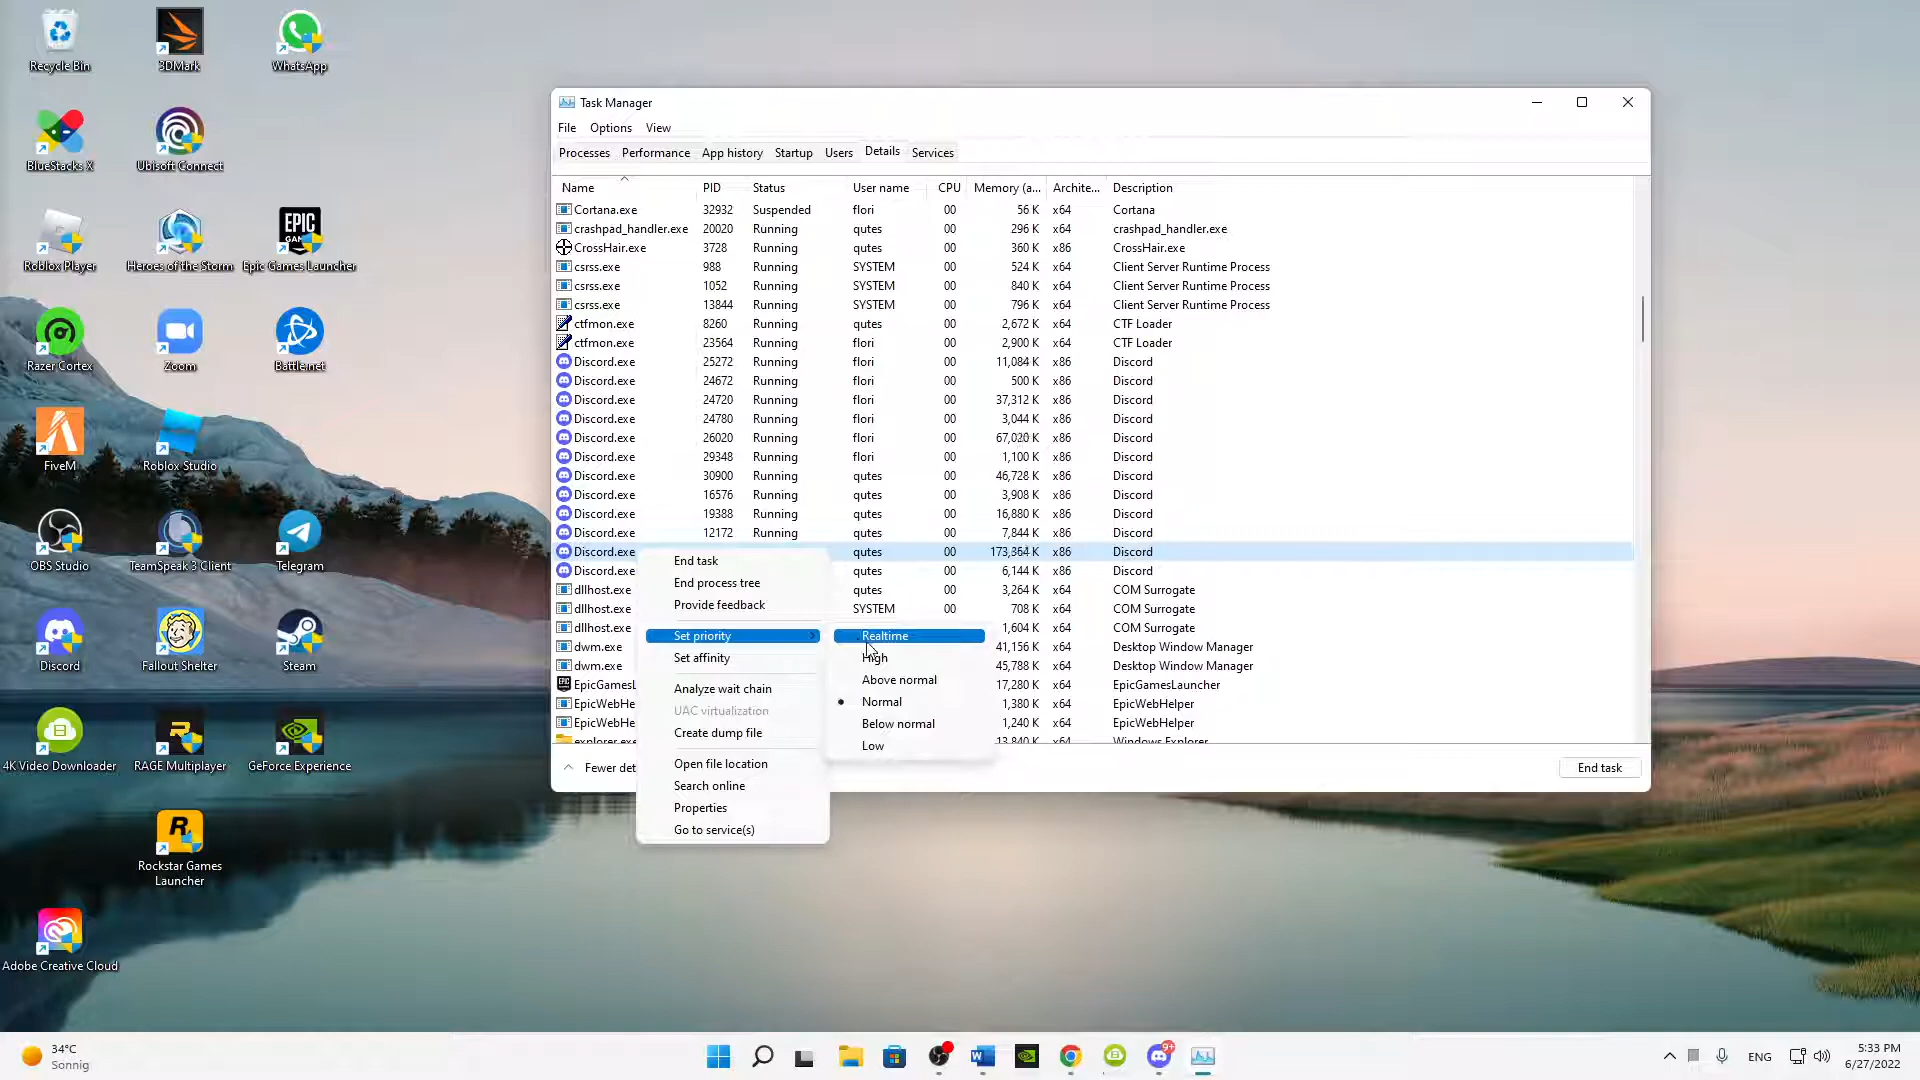 Recycle Bin
3DMark
WhatsApp
BlueStacks X
Ubisoft Connect
Roblox Player
Heroes of the Storm
Epic Games Launcher
Razer Cortex
Zoom
Battle.net
FiveM
Roblox Studio
OBS Studio
TeamSpeak 3 Client
Telegram
Discord
Fallout Shelter
Steam
4K Video Downloader
RAGE Multiplayer
GeForce Experience
Rockstar Games
Launcher
Adobe Creative Cloud
Task Manager
File Options View
Processes Performance App history Startup Users Details Services
Name PID Status User name CPU Memory (a... Archite... Description
Cortana.exe 32932 Suspended flori 00 56 K x64 Cortana
crashpad_handler.exe 20020 Running qutes 00 296 K x64 crashpad_handler.exe
CrossHair.exe 3728 Running qutes 00 360 K x86 CrossHair.exe
csrss.exe 988 Running SYSTEM 00 524 K x64 Client Server Runtime Process
csrss.exe 1052 Running SYSTEM 00 840 K x64 Client Server Runtime Process
csrss.exe 13844 Running SYSTEM 00 796 K x64 Client Server Runtime Process
ctfmon.exe 8260 Running qutes 00 2,672 K x64 CTF Loader
ctfmon.exe 23564 Running flori 00 2,900 K x64 CTF Loader
Discord.exe 25272 Running flori 00 11,084 K x86 Discord
Discord.exe 24672 Running flori 00 500 K x86 Discord
Discord.exe 24720 Running flori 00 37,312 K x86 Discord
Discord.exe 24780 Running flori 00 3,044 K x86 Discord
Discord.exe 26020 Running flori 00 67,020 K x86 Discord
Discord.exe 29348 Running flori 00 1,100 K x86 Discord
Discord.exe 30900 Running qutes 00 46,728 K x86 Discord
Discord.exe 16576 Running qutes 00 3,908 K x86 Discord
Discord.exe 19388 Running qutes 00 16,880 K x86 Discord
Discord.exe 12172 Running qutes 00 7,844 K x86 Discord
Discord.exe qutes 00 173,364 K x86 Discord
Discord.exe qutes 00 6,144 K x86 Discord
dllhost.exe qutes 00 3,264 K x64 COM Surrogate
dllhost.exe SYSTEM 00 708 K x64 COM Surrogate
dllhost.exe 1,604 K x64 COM Surrogate
dwm.exe 41,156 K x64 Desktop Window Manager
dwm.exe 45,788 K x64 Desktop Window Manager
EpicGamesL 17,280 K x64 EpicGamesLauncher
EpicWebHe 1,380 K x64 EpicWebHelper
EpicWebHe 1,240 K x64 EpicWebHelper
explorer.exe 13,840 K x64 Windows Explorer
Fewer det
End task
End task
End process tree
Provide feedback
Set priority
Set affinity
Analyze wait chain
UAC virtualization
Create dump file
Open file location
Search online
Properties
Go to service(s)
Realtime
High
Above normal
Normal
Below normal
Low
34°C
Sonnig
9+
ENG
5:33 PM
6/27/2022